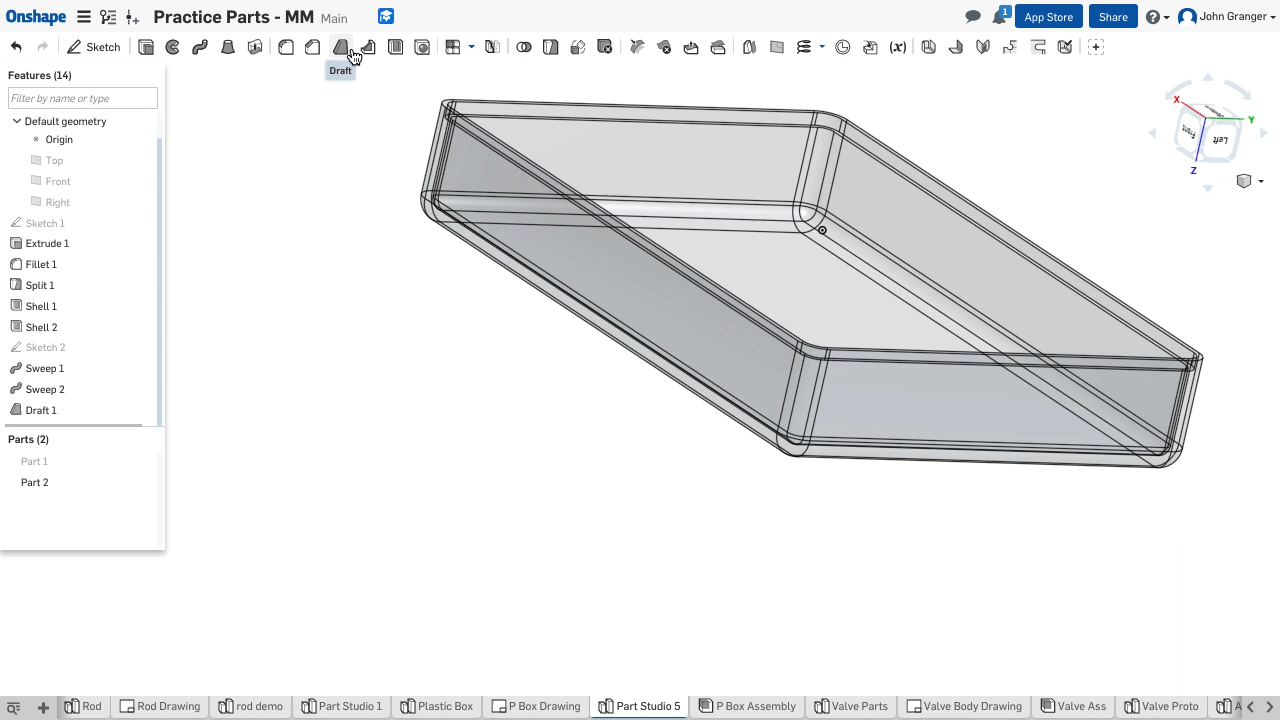 Onshape
Practice Parts - MM Main
1
App Store
Share
John Granger
Sketch
(x)
Draft
Features (14)
Filter by name or type
Default geometry
Origin
Top
Front
Right
Sketch 1
Extrude 1
Fillet 1
Split 1
Shell 1
Shell 2
Sketch 2
Sweep 1
Sweep 2
Draft 1
Parts (2)
Part 1
Part 2
X
Y
Z
Front
Left
Rod
Rod Drawing
rod demo
Part Studio 1
Plastic Box
P Box Drawing
Part Studio 5
P Box Assembly
Valve Parts
Valve Body Drawing
Valve Ass
Valve Proto